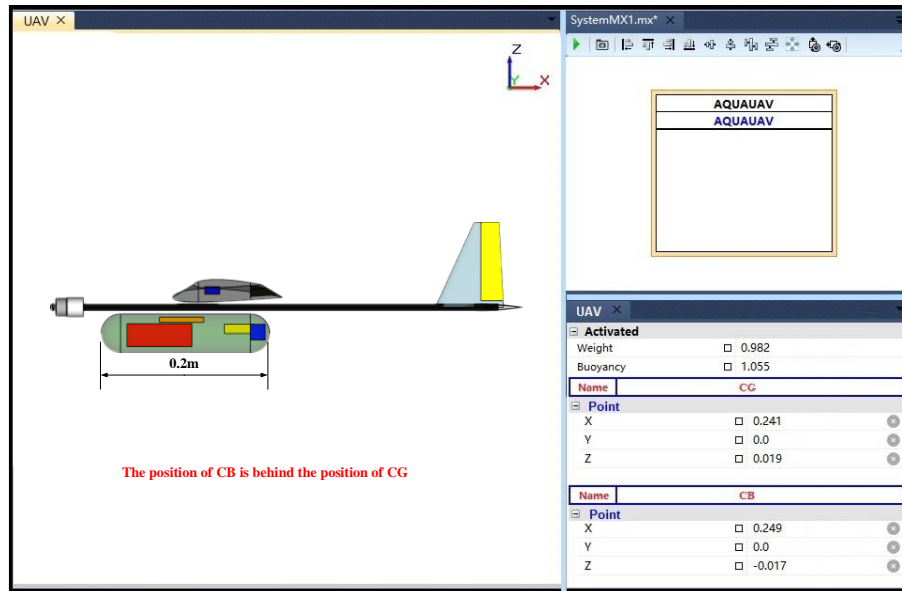 UAV ×
Z
Y
X
0.2m
The position of CB is behind the position of CG
SystemMX1.mx* ×
AQUAUAV
AQUAUAV
UAV ×
Activated
Weight 0.982
Buoyancy 1.055
Name CG
Point
X 0.241
Y 0.0
Z 0.019
Name CB
Point
X 0.249
Y 0.0
Z -0.017